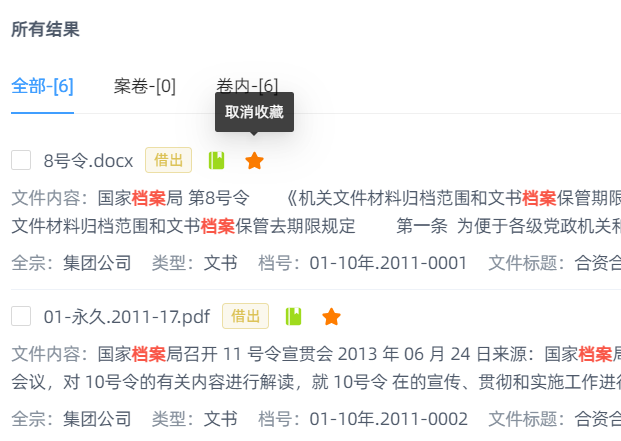 所有结果
全部-[6] 案卷-[0] 卷内-[6]
取消收藏
8号令.docx 借出
文件内容：国家档案局 第8号令 《机关文件材料归档范围和文书档案保管期限
文件材料归档范围和文书档案保管去期限规定 第一条 为便于各级党政机关和
全宗：集团公司 类型：文书 档号：01-10年.2011-0001 文件标题：合资合
01-永久.2011-17.pdf 借出
文件内容：国家档案局召开 11 号令宣贯会 2013 年 06 月 24 日来源：国家档案局
会议，对 10号令的有关内容进行解读，就 10号令 在的宣传、贯彻和实施工作进行
全宗：集团公司 类型：文书 档号：01-10年.2011-0002 文件标题：合资合